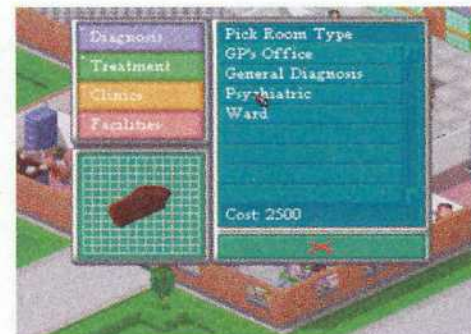 Diagnosis
Treatment
Clinics
Facilities
Pick Room Type
GP's Office
General Diagnosis
Psychiatric
Ward
Cost: 2500